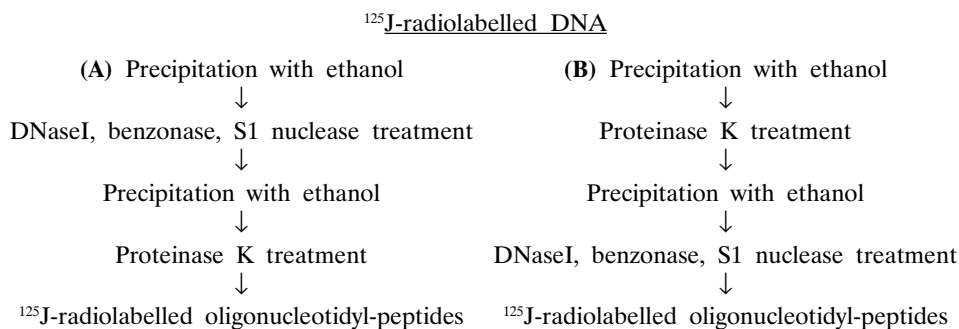 ¹²⁵J-radiolabelled DNA
(A) Precipitation with ethanol
↓
DNaseI, benzonase, S1 nuclease treatment
↓
Precipitation with ethanol
↓
Proteinase K treatment
↓
¹²⁵J-radiolabelled oligonucleotidyl-peptides
(B) Precipitation with ethanol
↓
Proteinase K treatment
↓
Precipitation with ethanol
↓
DNaseI, benzonase, S1 nuclease treatment
↓
¹²⁵J-radiolabelled oligonucleotidyl-peptides